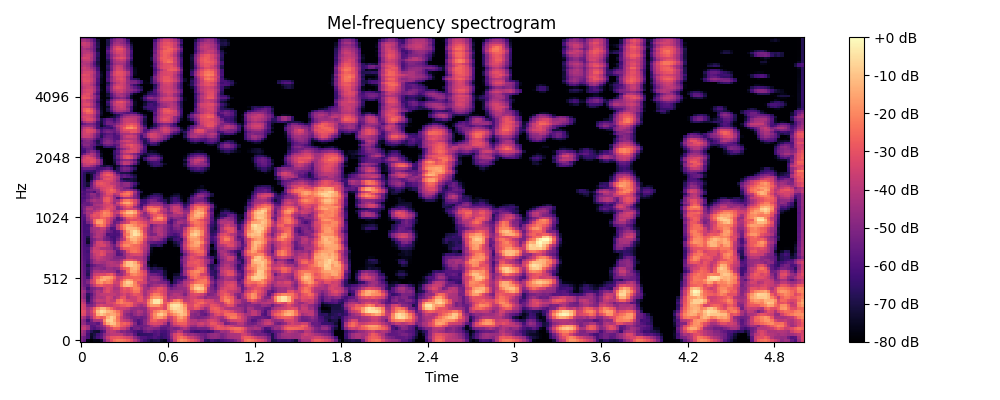 Mel-frequency spectrogram
Hz
4096
2048
1024
512
0
0 0.6 1.2 1.8 2.4 3 3.6 4.2 4.8
Time
+0 dB
-10 dB
-20 dB
-30 dB
-40 dB
-50 dB
-60 dB
-70 dB
-80 dB